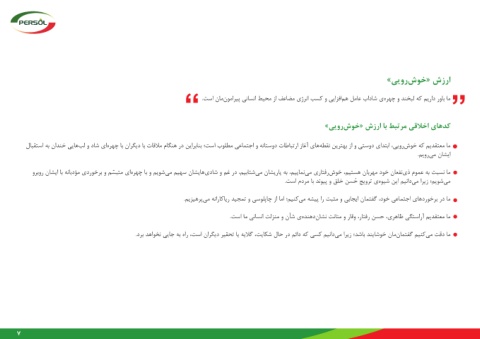 PERSÖL
ارزش «خوش‌رویی»
ما باور داریم که لبخند و چهره‌ی شاداب عامل هم‌افزایی و کسب انرژی مضاعف از محیط انسانی پیرامون‌مان است.
کدهای اخلاقی مرتبط با ارزش «خوش‌رویی»
ما معتقدیم که خوش‌رویی، ابتدای دوستی و از بهترین نقطه‌های آغاز ارتباطات دوستانه و اجتماعی مطلوب است؛ بنابراین در هنگام ملاقات با دیگران با چهره‌ای شاد و لب‌هایی خندان به استقبال
ایشان می‌رویم.
ما نسبت به عموم ذی‌نفعان خود مهربان هستیم، خوش‌رفتاری می‌نماییم، به یاریشان می‌شتابیم، در غم و شادی‌هایشان سهیم می‌شویم و با چهره‌ای متبسّم و برخوردی مؤدبانه با ایشان روبرو
می‌شویم؛ زیرا می‌دانیم این شیوه‌ی ترویج حُسن خلق و پیوند با مردم است.
ما در برخوردهای اجتماعی خود، گفتمان ایجابی و مثبت را پیشه می‌کنیم؛ اما از چاپلوسی و تمجید ریاکارانه می‌پرهیزیم.
ما معتقدیم آراستگی ظاهری، حسن رفتار، وقار و متانت نشان‌دهنده‌ی شأن و منزلت انسانی ما است.
ما دقت می‌کنیم گفتمان‌مان خوشایند باشد؛ زیرا می‌دانیم کسی که دائم در حال شکایت، گلایه یا تحقیر دیگران است، راه به جایی نخواهد برد.
۷